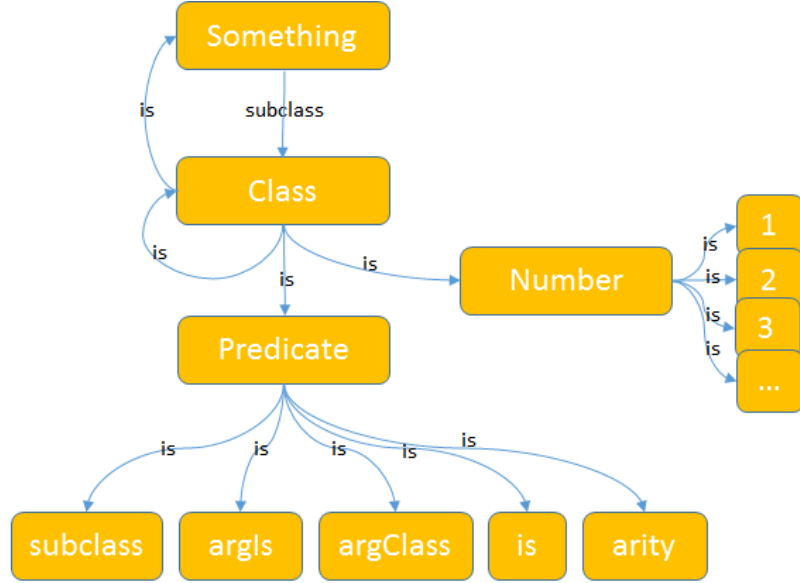 Something
is
subclass
Class
is
is
is
Number
is
1
is
2
is
3
is
...
Predicate
is
is
is
is
is
subclass
argIs
argClass
is
arity